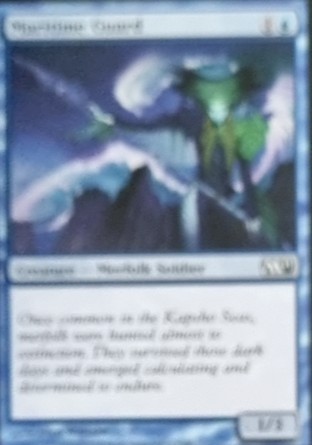 Maritime Guard 1
Creature — Merfolk Soldier
Once common in the Kapsho Seas,
merfolk were hunted almost to
extinction. They survived those dark
days and emerged calculating and
determined to endure.
1/3